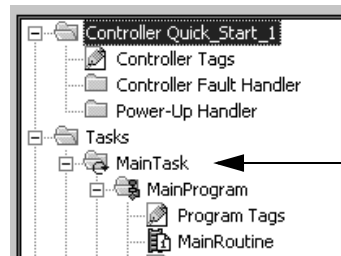 Controller Quick_Start_1
Controller Tags
Controller Fault Handler
Power-Up Handler
Tasks
MainTask
MainProgram
Program Tags
MainRoutine